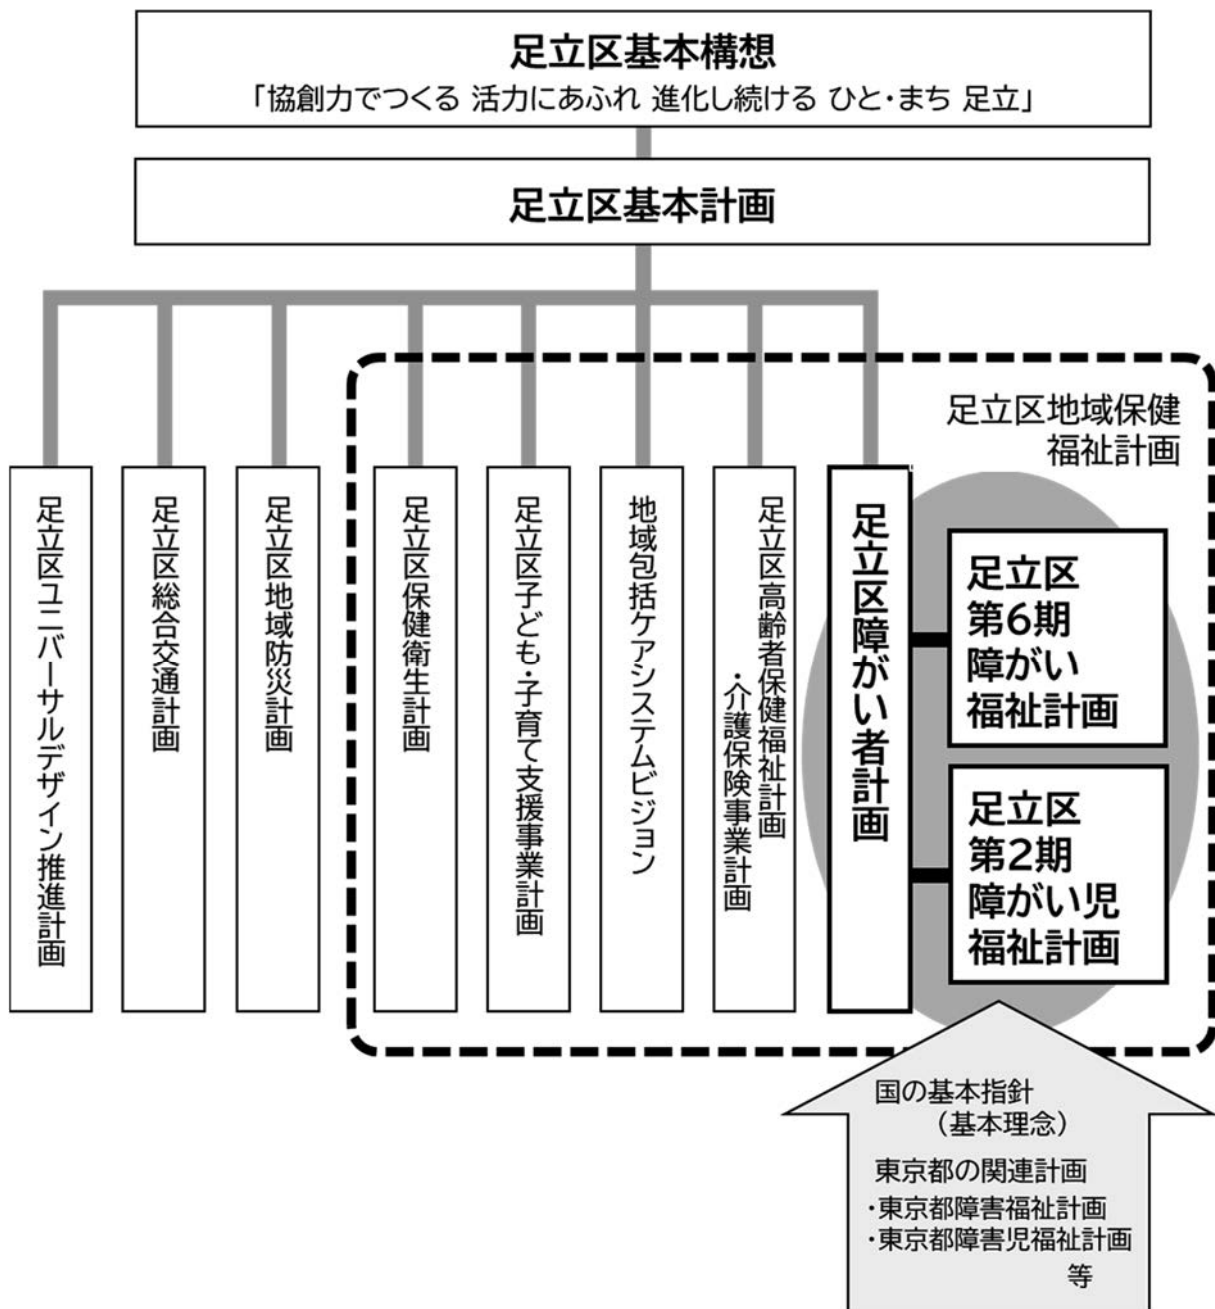 足立区基本構想
「協創力でつくる 活力にあふれ 進化し続ける ひと・まち 足立」
足立区基本計画
足立区地域保健
福祉計画
足立区ユニバーサルデザイン推進計画
足立区総合交通計画
足立区地域防災計画
足立区保健衛生計画
足立区子ども・子育て支援事業計画
地域包括ケアシステムビジョン
足立区高齢者保健福祉計画
・介護保険事業計画
足立区障がい者計画
足立区
第6期
障がい
福祉計画
足立区
第2期
障がい児
福祉計画
国の基本指針
（基本理念）
東京都の関連計画
・東京都障害福祉計画
・東京都障害児福祉計画
等